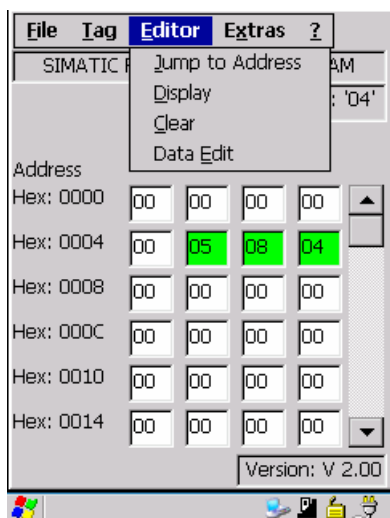 File Tag Editor Extras ?
SIMATIC AM
Jump to Address
Display : '04'
Clear
Data Edit
Address
Hex: 0000 00 00 00 00
Hex: 0004 00 05 08 04
Hex: 0008 00 00 00 00
Hex: 000C 00 00 00 00
Hex: 0010 00 00 00 00
Hex: 0014 00 00 00 00
Version: V 2.00